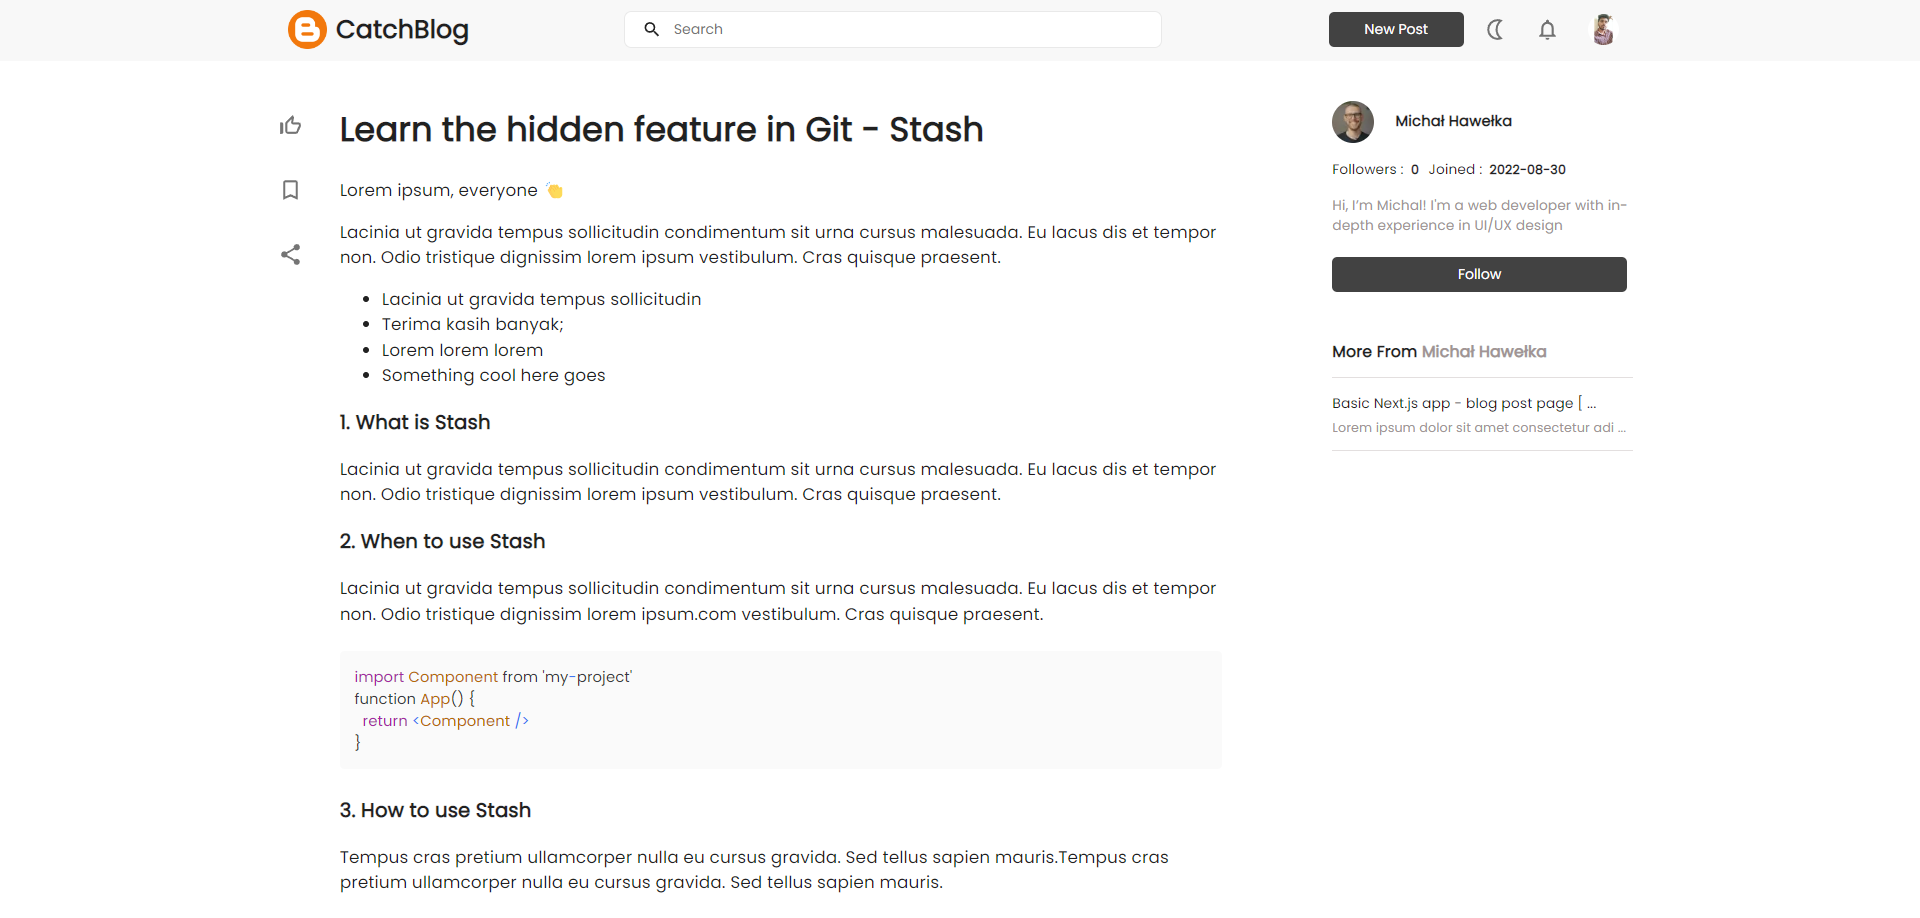 CatchBlog
Search
New Post
Learn the hidden feature in Git - Stash
Lorem ipsum, everyone 👏
Lacinia ut gravida tempus sollicitudin condimentum sit urna cursus malesuada. Eu lacus dis et tempor
non. Odio tristique dignissim lorem ipsum vestibulum. Cras quisque praesent.
• Lacinia ut gravida tempus sollicitudin
• Terima kasih banyak;
• Lorem lorem lorem
• Something cool here goes
1. What is Stash
Lacinia ut gravida tempus sollicitudin condimentum sit urna cursus malesuada. Eu lacus dis et tempor
non. Odio tristique dignissim lorem ipsum vestibulum. Cras quisque praesent.
2. When to use Stash
Lacinia ut gravida tempus sollicitudin condimentum sit urna cursus malesuada. Eu lacus dis et tempor
non. Odio tristique dignissim lorem ipsum.com vestibulum. Cras quisque praesent.
import Component from 'my-project'
function App() {
  return <Component />
}
3. How to use Stash
Tempus cras pretium ullamcorper nulla eu cursus gravida. Sed tellus sapien mauris.Tempus cras
pretium ullamcorper nulla eu cursus gravida. Sed tellus sapien mauris.
Michał Hawełka
Followers : 0 Joined : 2022-08-30
Hi, I’m Michal! I'm a web developer with in-
depth experience in UI/UX design
Follow
More From Michał Hawełka
Basic Next.js app - blog post page [ ...
Lorem ipsum dolor sit amet consectetur adi ...